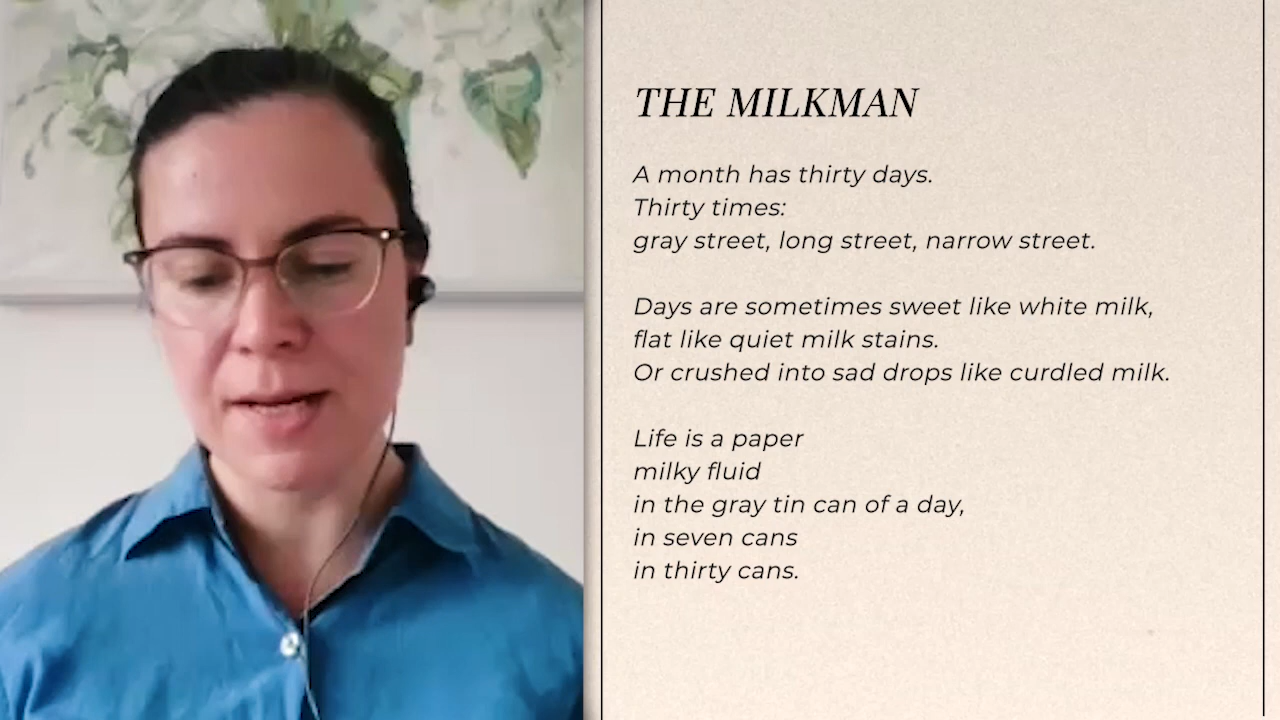 THE MILKMAN
A month has thirty days.
Thirty times:
gray street, long street, narrow street.
Days are sometimes sweet like white milk,
flat like quiet milk stains.
Or crushed into sad drops like curdled milk.
Life is a paper
milky fluid
in the gray tin can of a day,
in seven cans
in thirty cans.